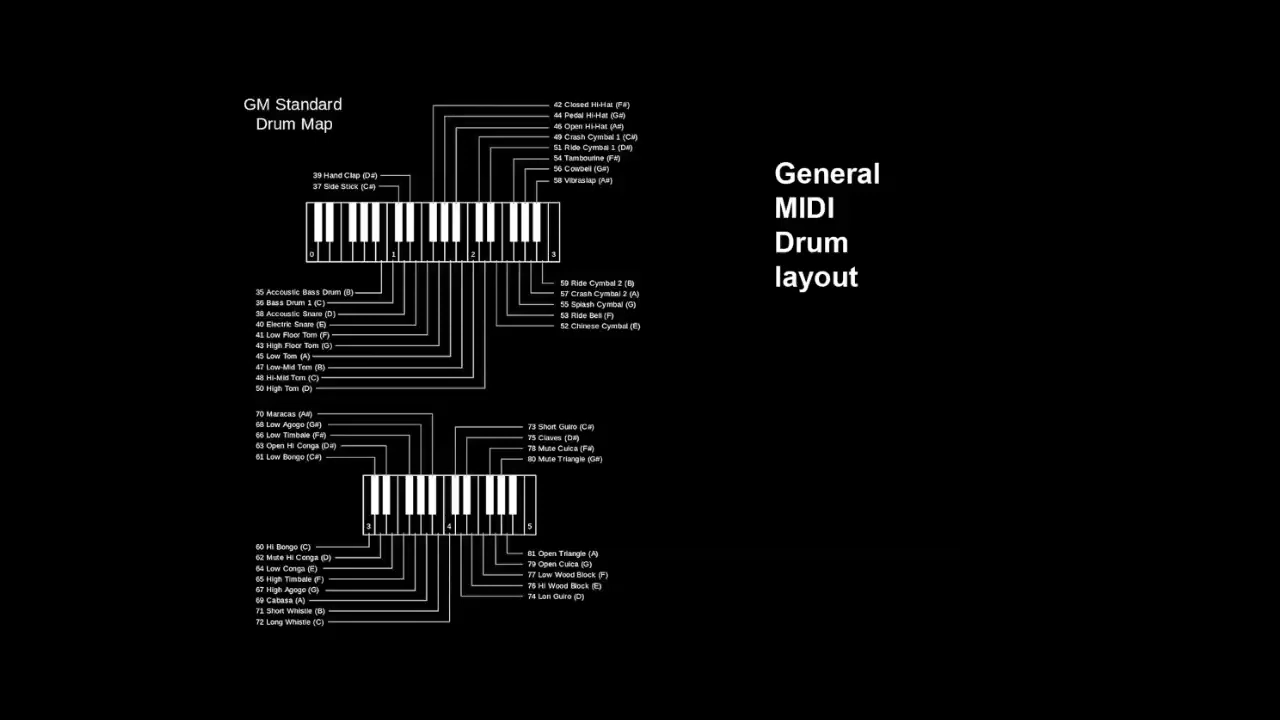 GM Standard
Drum Map
42 Closed Hi-Hat (F#)
44 Pedal Hi-Hat (G#)
46 Open Hi-Hat (A#)
49 Crash Cymbal 1 (C#)
51 Ride Cymbal 1 (D#)
54 Tambourine (F#)
56 Cowbell (G#)
58 Vibraslap (A#)
39 Hand Clap (D#)
37 Side Stick (C#)
0 1 2 3
35 Accoustic Bass Drum (B)
36 Bass Drum 1 (C)
38 Accoustic Snare (D)
40 Electric Snare (E)
41 Low Floor Tom (F)
43 High Floor Tom (G)
45 Low Tom (A)
47 Low-Mid Tom (B)
48 Hi-Mid Tom (C)
50 High Tom (D)
59 Ride Cymbal 2 (B)
57 Crash Cymbal 2 (A)
55 Splash Cymbal (G)
53 Ride Bell (F)
52 Chinese Cymbal (E)
70 Maracas (A#)
68 Low Agogo (G#)
66 Low Timbale (F#)
63 Open Hi Conga (D#)
61 Low Bongo (C#)
73 Short Guiro (C#)
75 Claves (D#)
78 Mute Cuica (F#)
80 Mute Triangle (G#)
3 4 5
60 Hi Bongo (C)
62 Mute Hi Conga (D)
64 Low Conga (E)
65 High Timbale (F)
67 High Agogo (G)
69 Cabasa (A)
71 Short Whistle (B)
72 Long Whistle (C)
81 Open Triangle (A)
79 Open Cuica (G)
77 Low Wood Block (F)
76 Hi Wood Block (E)
74 Lon Guiro (D)
General
MIDI
Drum
layout